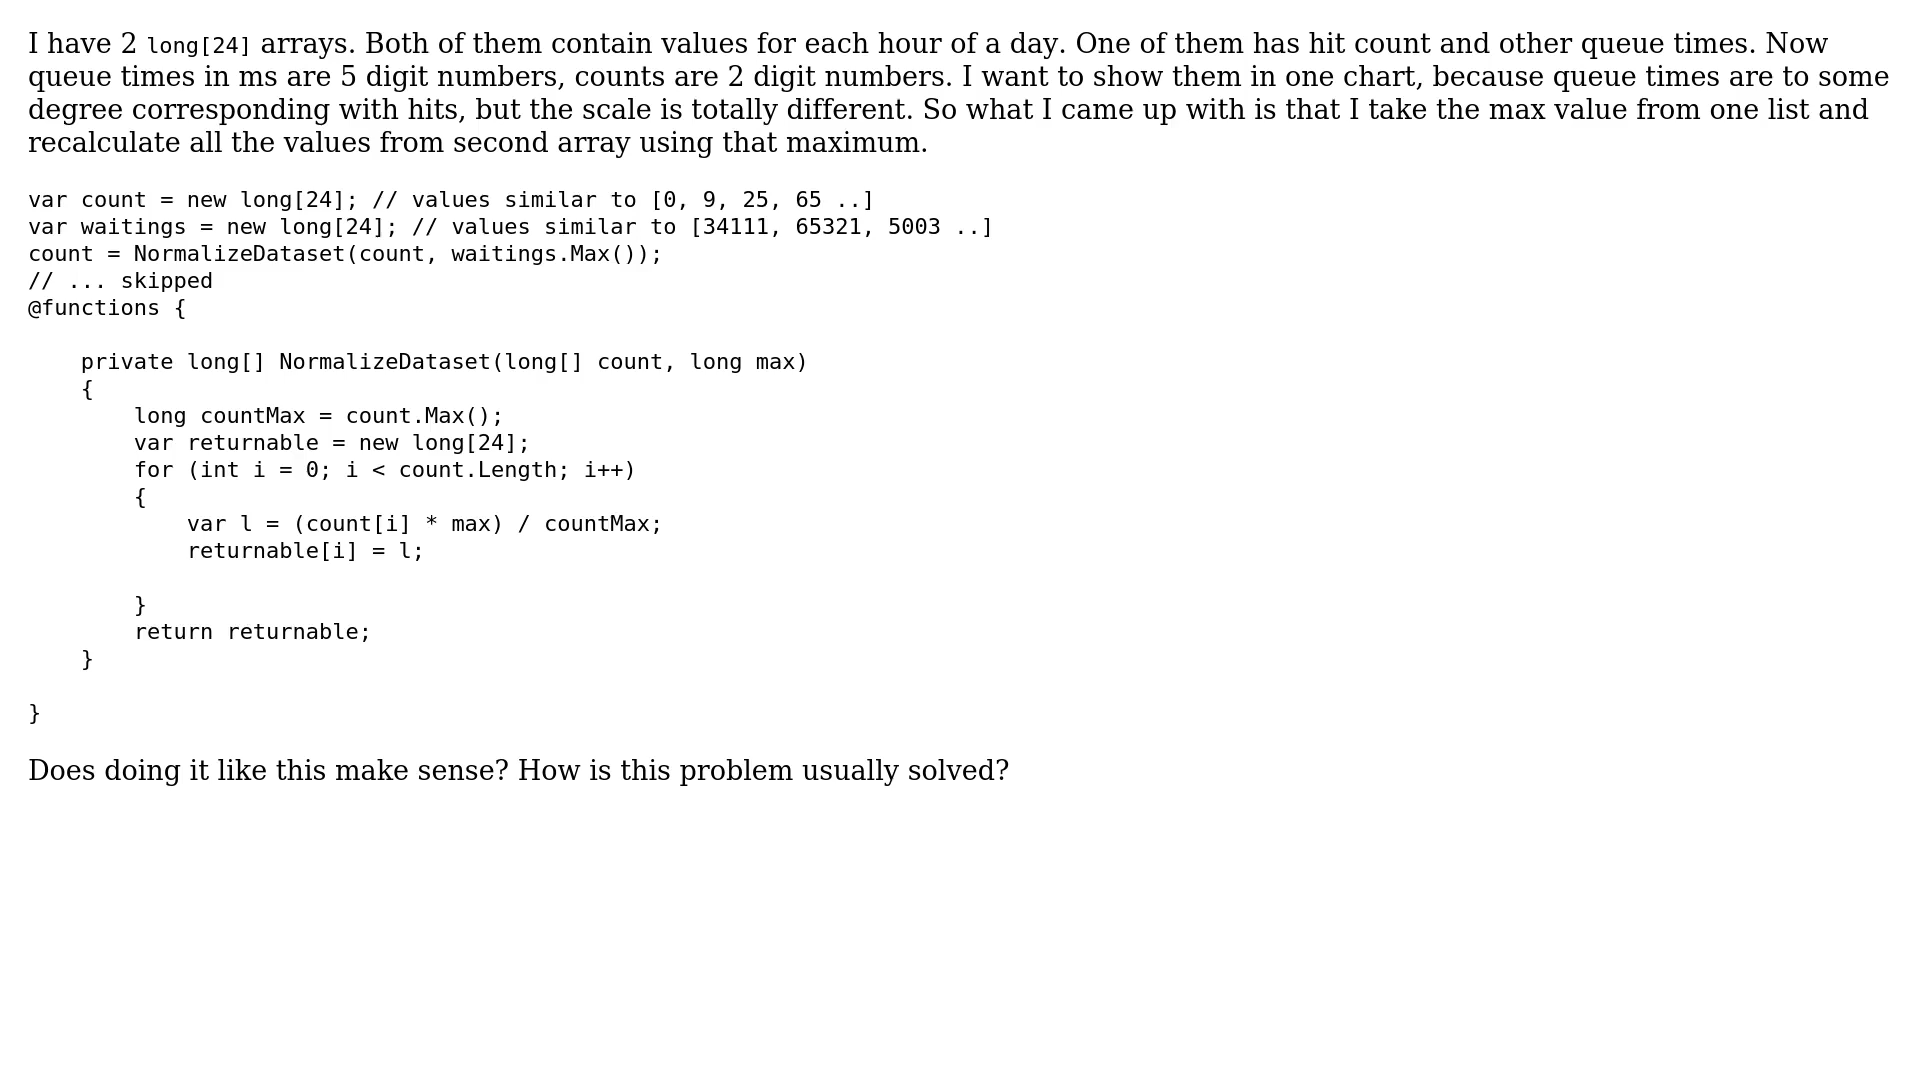 I have 2 long[24] arrays. Both of them contain values for each hour of a day. One of them has hit count and other queue times. Now
queue times in ms are 5 digit numbers, counts are 2 digit numbers. I want to show them in one chart, because queue times are to some
degree corresponding with hits, but the scale is totally different. So what I came up with is that I take the max value from one list and
recalculate all the values from second array using that maximum.
var count = new long[24]; // values similar to [0, 9, 25, 65 ..]
var waitings = new long[24]; // values similar to [34111, 65321, 5003 ..]
count = NormalizeDataset(count, waitings.Max());
// ... skipped
@functions {
    private long[] NormalizeDataset(long[] count, long max)
    {
        long countMax = count.Max();
        var returnable = new long[24];
        for (int i = 0; i < count.Length; i++)
        {
            var l = (count[i] * max) / countMax;
            returnable[i] = l;
        }
        return returnable;
    }
}
Does doing it like this make sense? How is this problem usually solved?